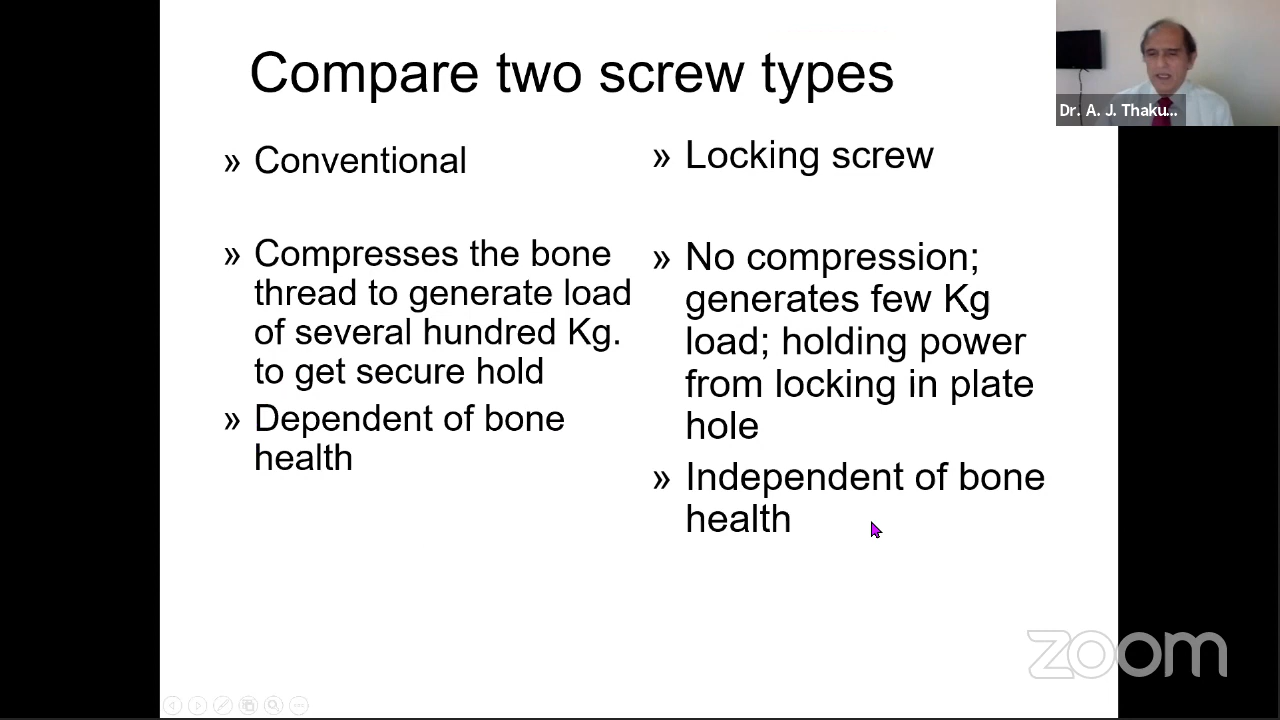 Compare two screw types
» Conventional
» Compresses the bone
thread to generate load
of several hundred Kg.
to get secure hold
» Dependent of bone
health
» Locking screw
» No compression;
generates few Kg
load; holding power
from locking in plate
hole
» Independent of bone
health
Dr. A. J. Thaku...
zoom